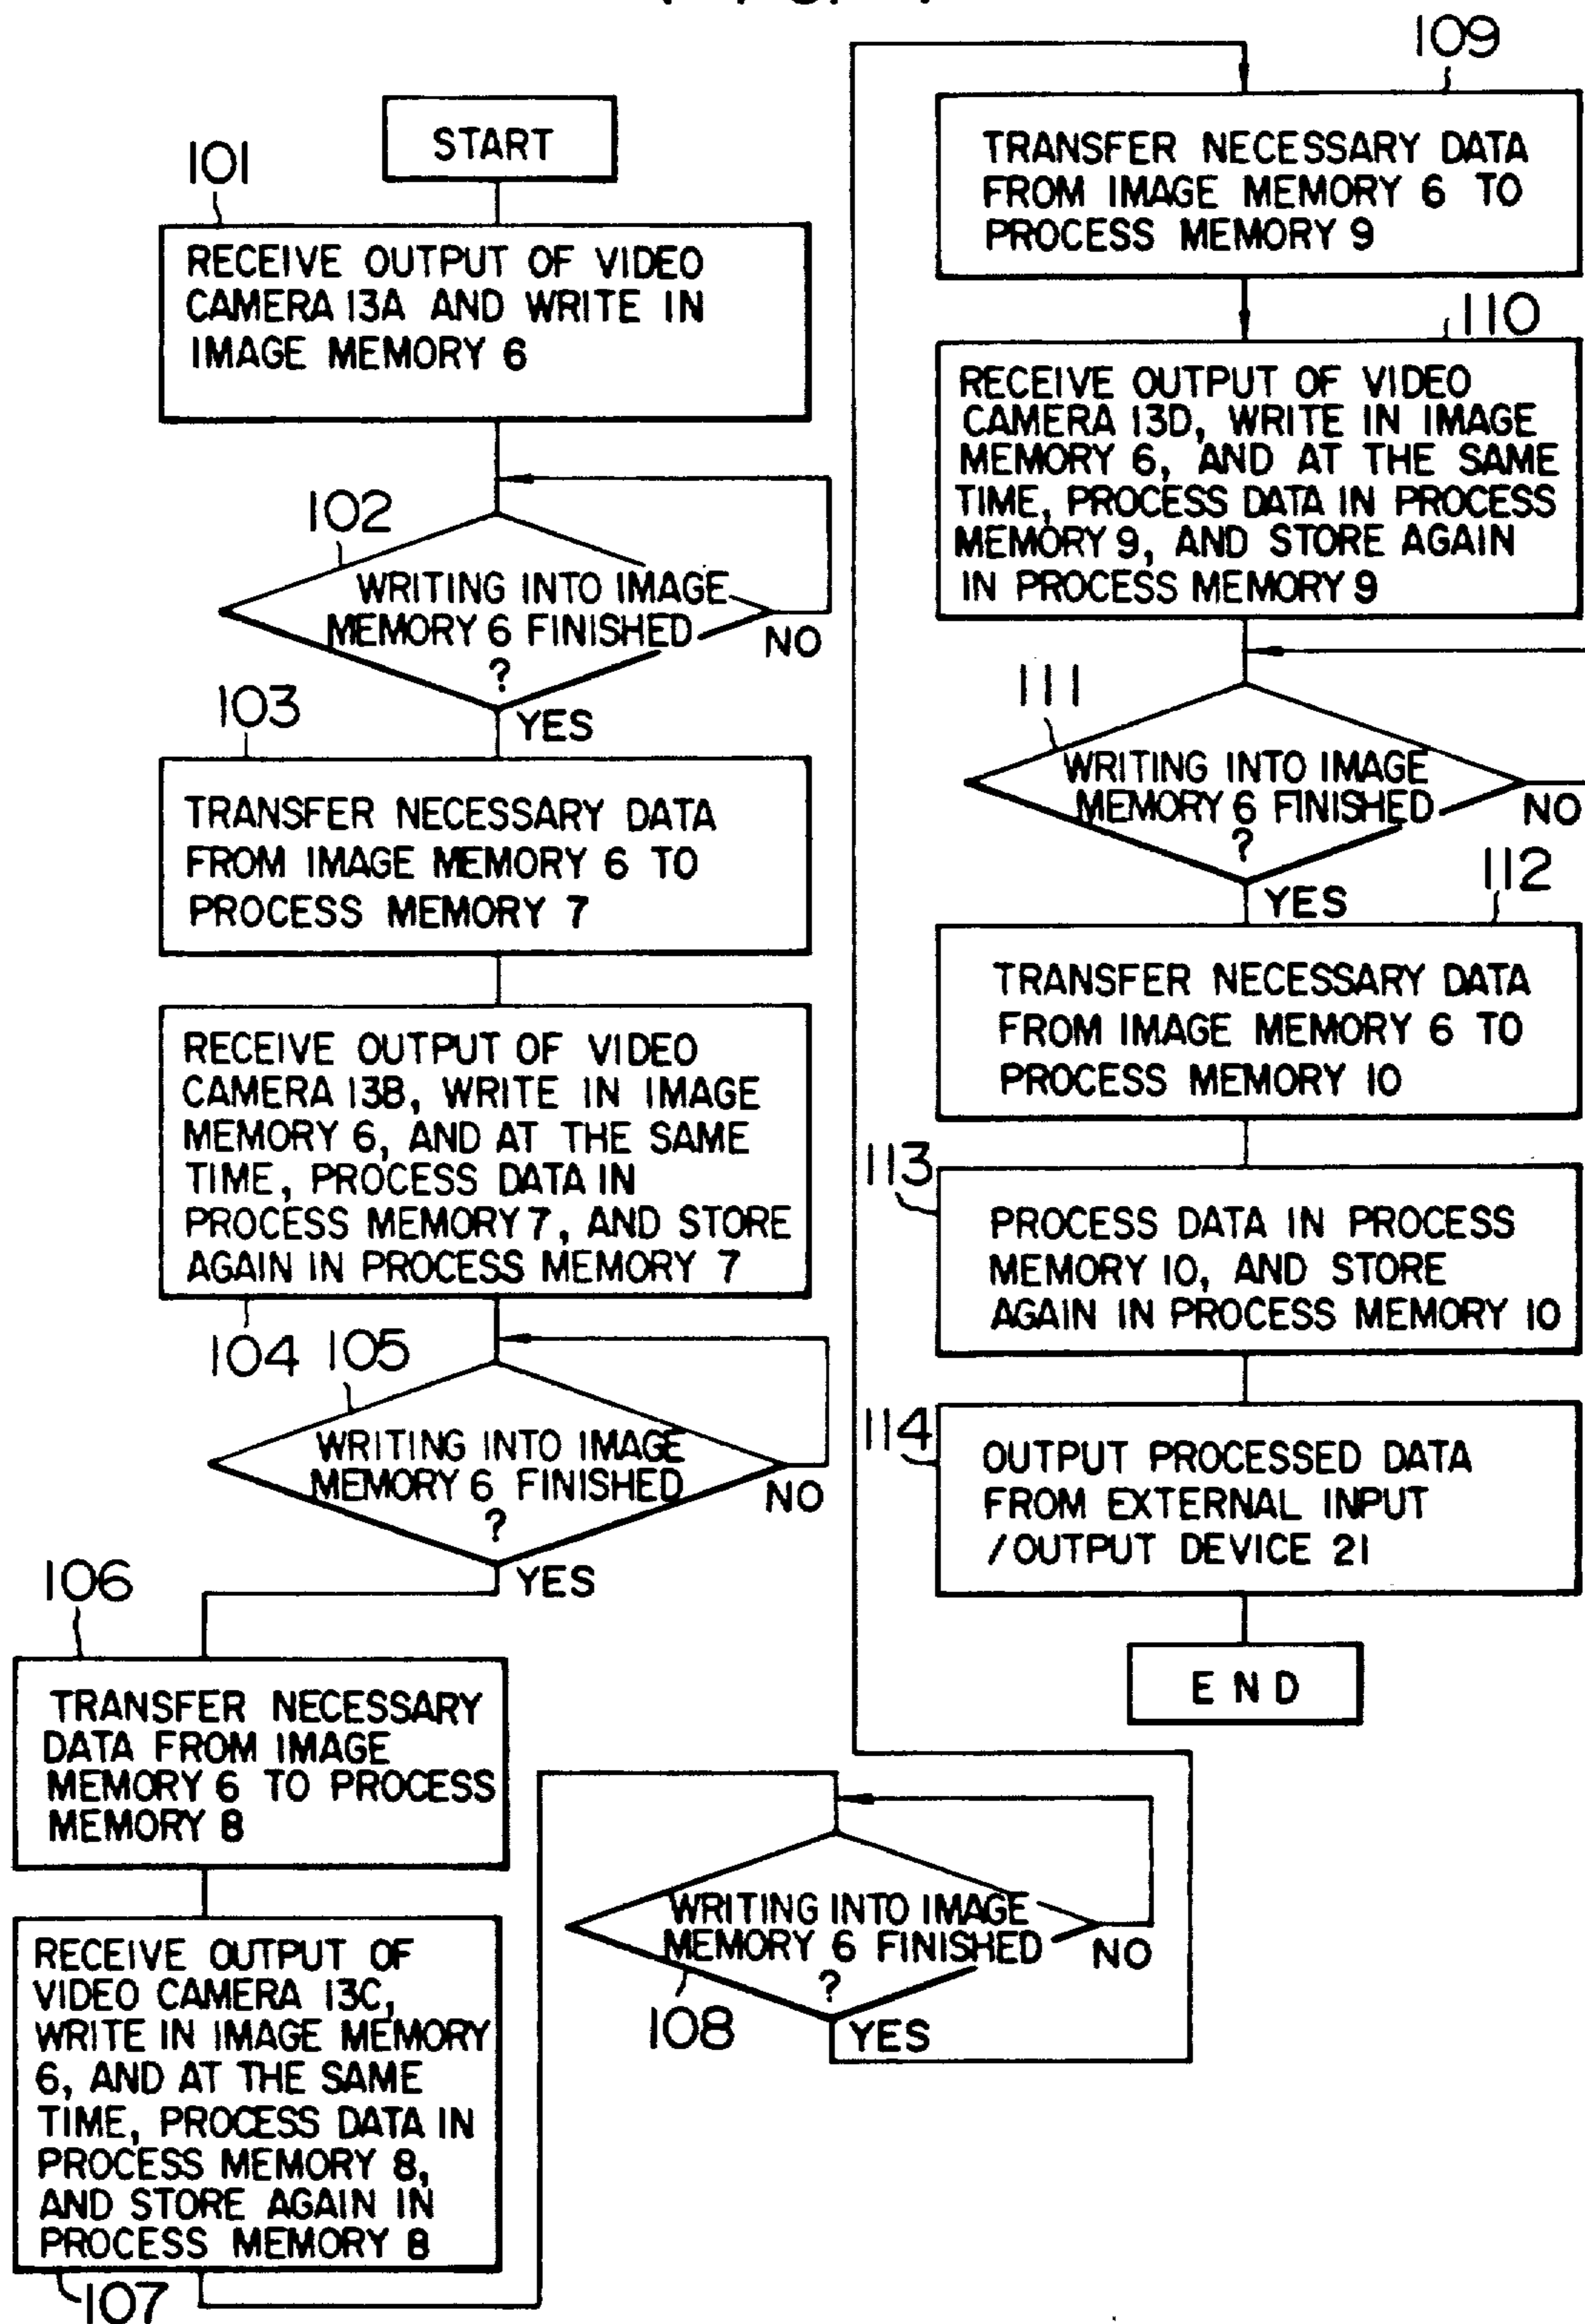 START
101
RECEIVE OUTPUT OF VIDEO
CAMERA 13A AND WRITE IN
IMAGE MEMORY 6
102
WRITING INTO IMAGE
MEMORY 6 FINISHED
?
NO
YES
103
TRANSFER NECESSARY DATA
FROM IMAGE MEMORY 6 TO
PROCESS MEMORY 7
RECEIVE OUTPUT OF VIDEO
CAMERA 13B, WRITE IN IMAGE
MEMORY 6, AND AT THE SAME
TIME, PROCESS DATA IN
PROCESS MEMORY 7, AND STORE
AGAIN IN PROCESS MEMORY 7
104
105
WRITING INTO IMAGE
MEMORY 6 FINISHED
?
NO
YES
106
TRANSFER NECESSARY
DATA FROM IMAGE
MEMORY 6 TO PROCESS
MEMORY 8
RECEIVE OUTPUT OF
VIDEO CAMERA 13C,
WRITE IN IMAGE MEMORY
6, AND AT THE SAME
TIME, PROCESS DATA IN
PROCESS MEMORY 8,
AND STORE AGAIN IN
PROCESS MEMORY 8
107
WRITING INTO IMAGE
MEMORY 6 FINISHED
?
NO
108
YES
109
TRANSFER NECESSARY DATA
FROM IMAGE MEMORY 6 TO
PROCESS MEMORY 9
110
RECEIVE OUTPUT OF VIDEO
CAMERA 13D, WRITE IN IMAGE
MEMORY 6, AND AT THE SAME
TIME, PROCESS DATA IN PROCESS
MEMORY 9, AND STORE AGAIN
IN PROCESS MEMORY 9
111
WRITING INTO IMAGE
MEMORY 6 FINISHED
?
NO
YES
112
TRANSFER NECESSARY DATA
FROM IMAGE MEMORY 6 TO
PROCESS MEMORY 10
113
PROCESS DATA IN PROCESS
MEMORY 10, AND STORE
AGAIN IN PROCESS MEMORY 10
114
OUTPUT PROCESSED DATA
FROM EXTERNAL INPUT
/OUTPUT DEVICE 21
END